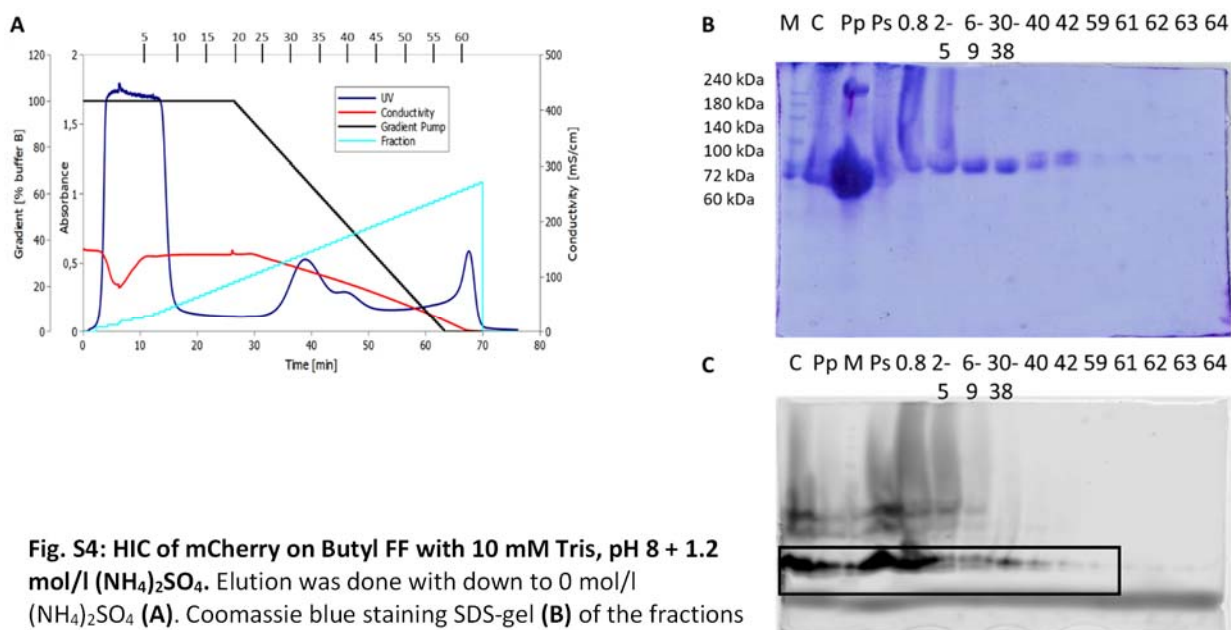 A
5 10 15 20 25 30 35 40 45 50 55 60
120 2 500
100 1,5 400
80
60 1 300
40 0,5 200
20 100
0 0 0
Gradient [% buffer B]
Absorbance
Conductivity [mS/cm]
UV
Conductivity
Gradient Pump
Fraction
0 10 20 30 40 50 60 70 80
Time [min]
B M C Pp Ps 0.8 2- 6- 30- 40 42 59 61 62 63 64
5 9 38
240 kDa
180 kDa
140 kDa
100 kDa
72 kDa
60 kDa
C C Pp M Ps 0.8 2- 6- 30- 40 42 59 61 62 63 64
5 9 38
Fig. S4: HIC of mCherry on Butyl FF with 10 mM Tris, pH 8 + 1.2
mol/l (NH₄)₂SO₄. Elution was done with down to 0 mol/l
(NH₄)₂SO₄ (A). Coomassie blue staining SDS-gel (B) of the fractions